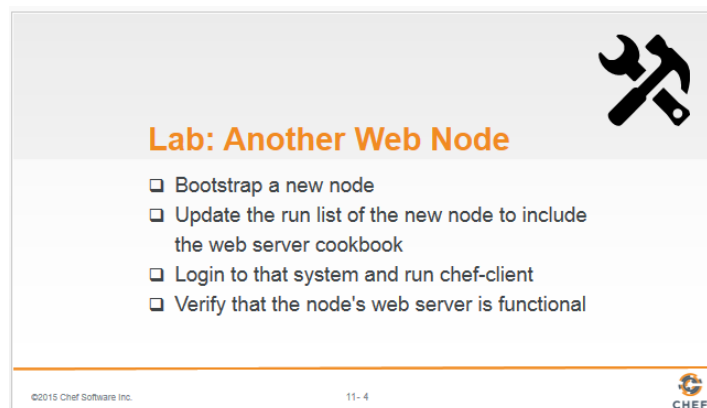 Lab: Another Web Node
❑ Bootstrap a new node
❑ Update the run list of the new node to include
the web server cookbook
❑ Login to that system and run chef-client
❑ Verify that the node's web server is functional
©2015 Chef Software Inc.
11- 4
CHEF